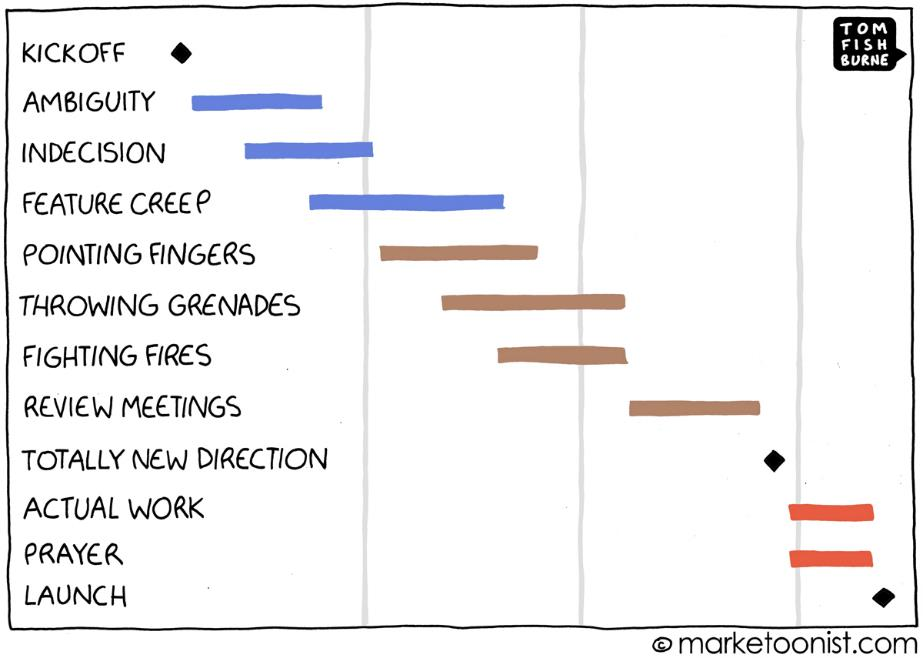 KICKOFF
TOM
FISH
BURNE
AMBIGUITY
INDECISION
FEATURE CREEP
POINTING FINGERS
THROWING GRENADES
FIGHTING FIRES
REVIEW MEETINGS
TOTALLY NEW DIRECTION
ACTUAL WORK
PRAYER
LAUNCH
© marketoonist.com